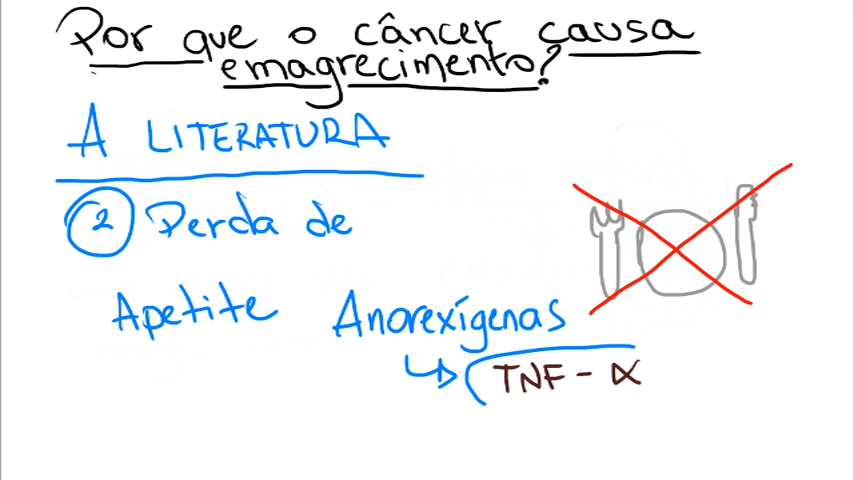 Por que o câncer causa
emagrecimento?
A LITERATURA
2 Perda de
Apetite Anorexígenas
TNF - α